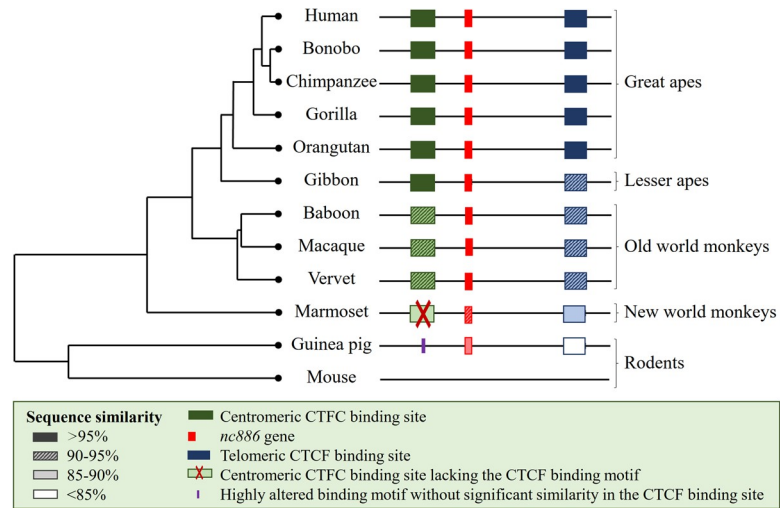 Human
Bonobo
Chimpanzee
Great apes
Gorilla
Orangutan
Gibbon
Lesser apes
Baboon
Macaque
Old world monkeys
Vervet
Marmoset
New world monkeys
Guinea pig
Rodents
Mouse
Sequence similarity
>95%
90-95%
85-90%
<85%
Centromeric CTFC binding site
nc886 gene
Telomeric CTCF binding site
Centromeric CTFC binding site lacking the CTCF binding motif
Highly altered binding motif without significant similarity in the CTCF binding site